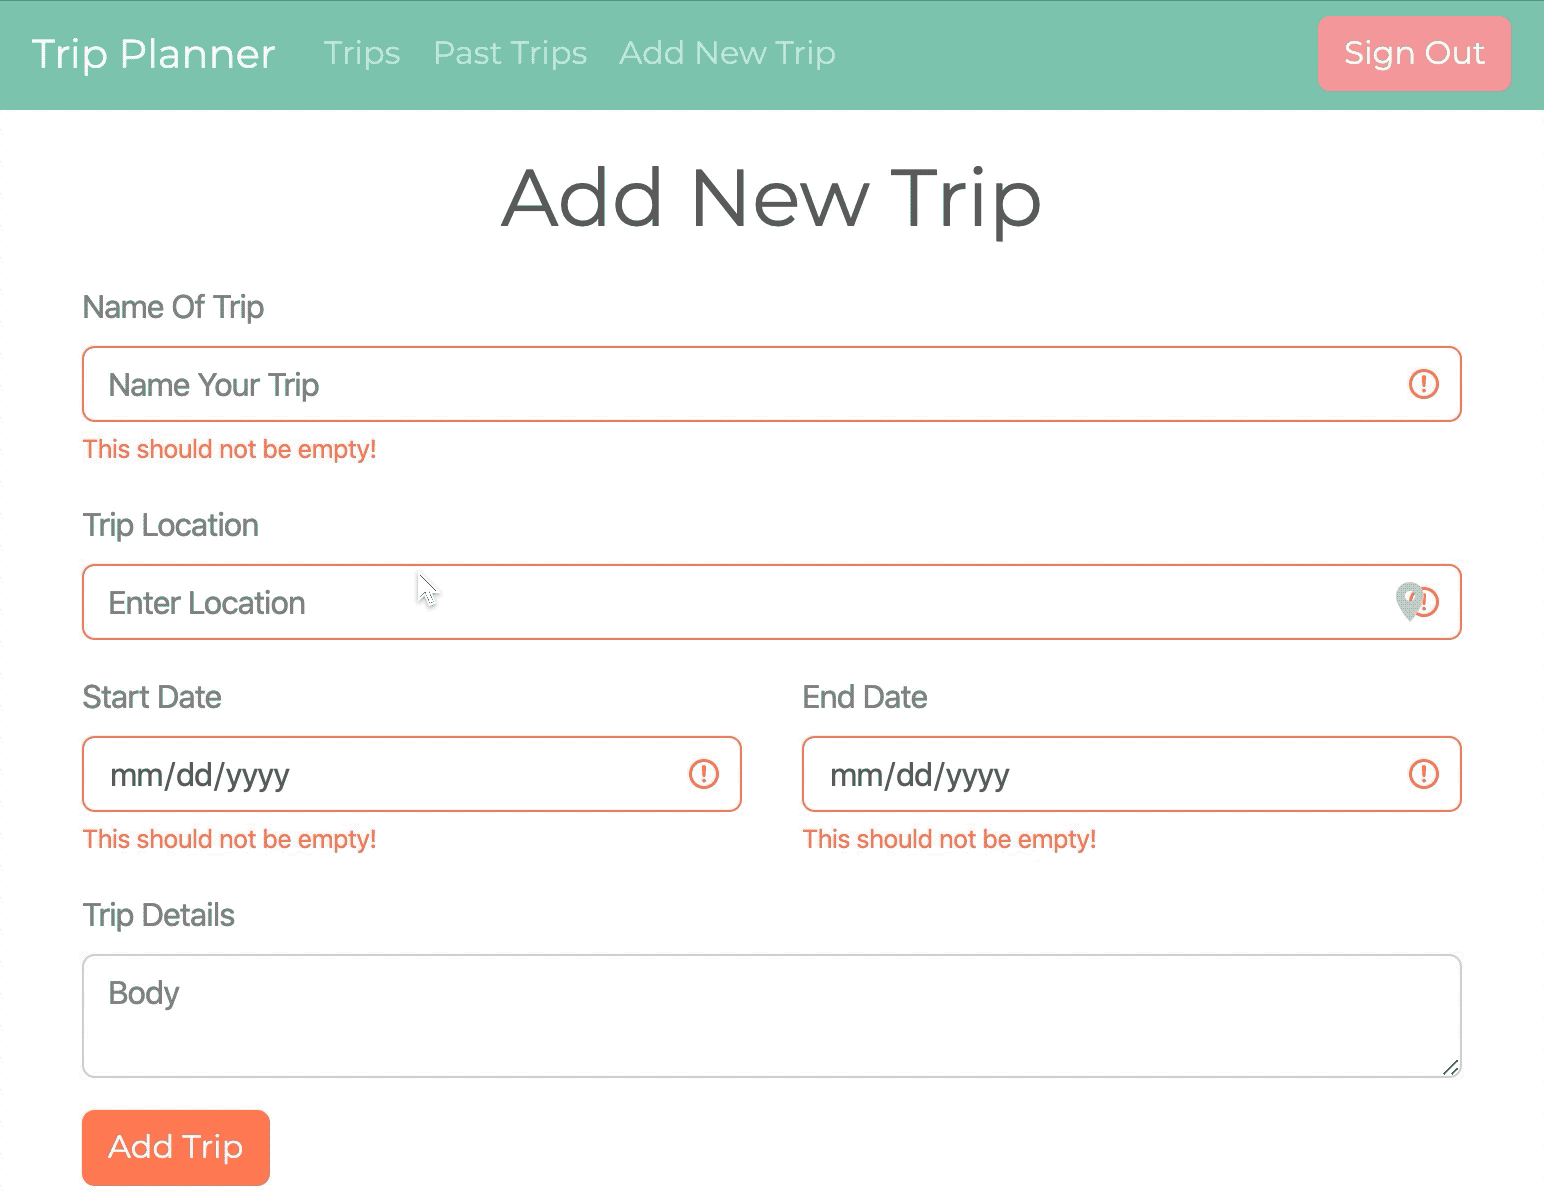 Trip Planner Trips Past Trips Add New Trip Sign Out
Add New Trip
Name Of Trip
Name Your Trip
This should not be empty!
Trip Location
Enter Location
Start Date End Date
mm/dd/yyyy mm/dd/yyyy
This should not be empty! This should not be empty!
Trip Details
Body
Add Trip